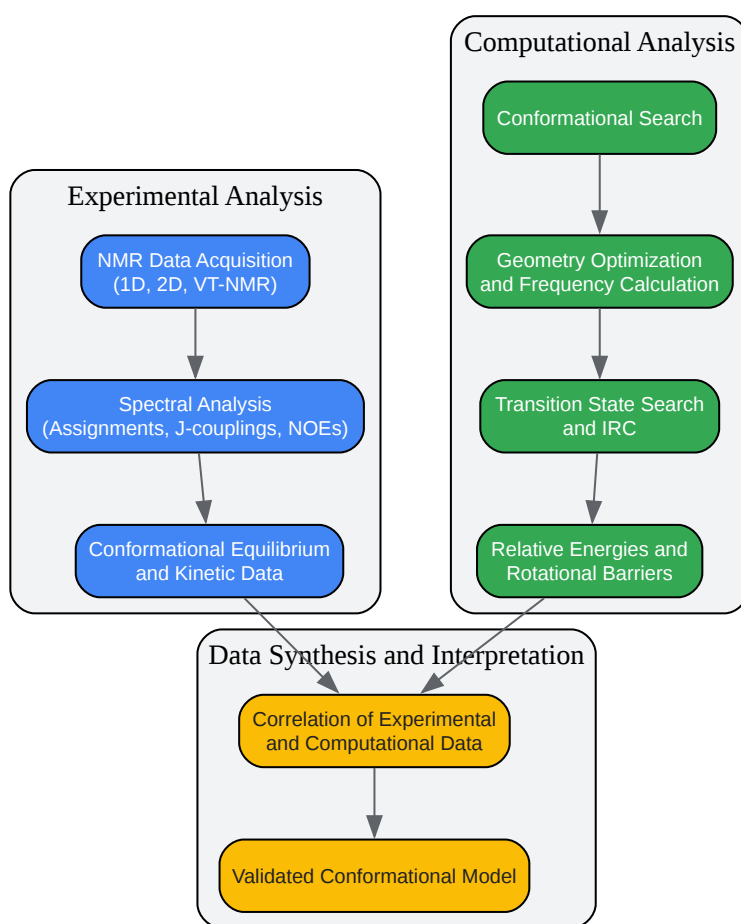 Computational Analysis
Conformational Search
Geometry Optimization
and Frequency Calculation
Transition State Search
and IRC
Relative Energies and
Rotational Barriers
Experimental Analysis
NMR Data Acquisition
(1D, 2D, VT-NMR)
Spectral Analysis
(Assignments, J-couplings, NOEs)
Conformational Equilibrium
and Kinetic Data
Data Synthesis and Interpretation
Correlation of Experimental
and Computational Data
Validated Conformational Model